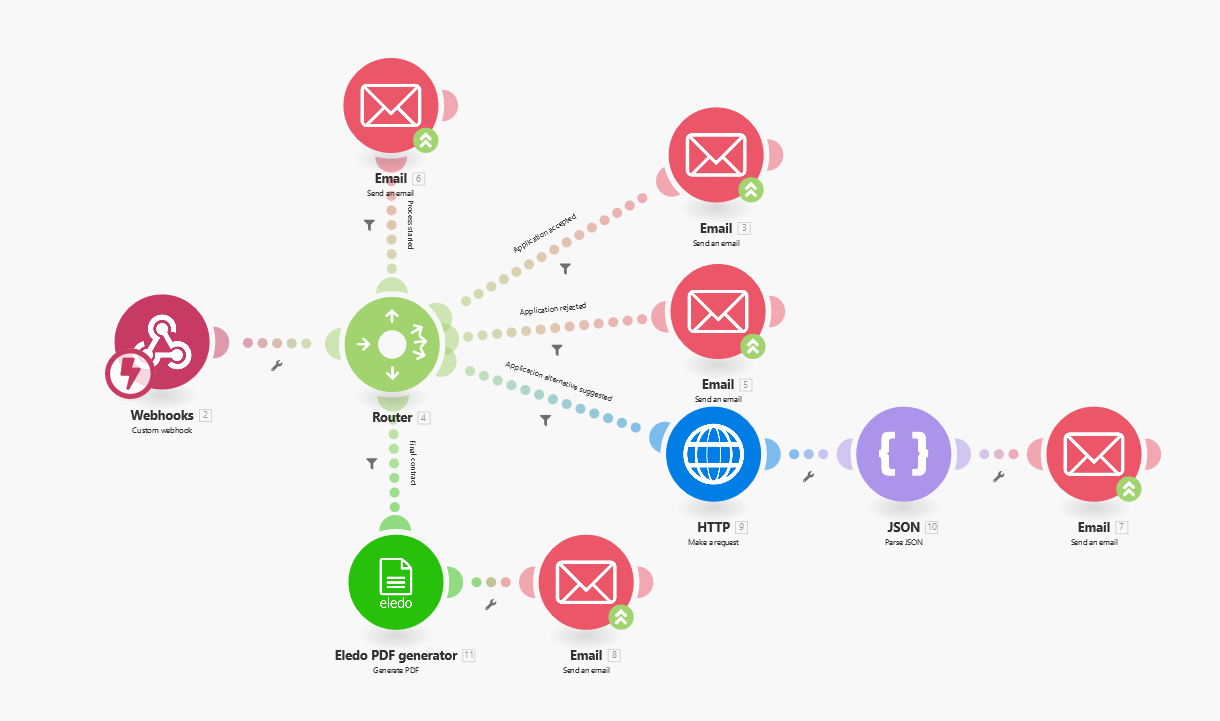 Email 6
Send an email
Process started
Application accepted
Email 3
Send an email
Application rejected
Email 5
Send an email
Application alternative suggested
Webhooks 2
Custom webhook
Router 4
Final contact
HTTP 9
Make a request
JSON 10
Parse JSON
Email 7
Send an email
eledo
Eledo PDF generator 11
Generate PDF
Email 8
Send an email